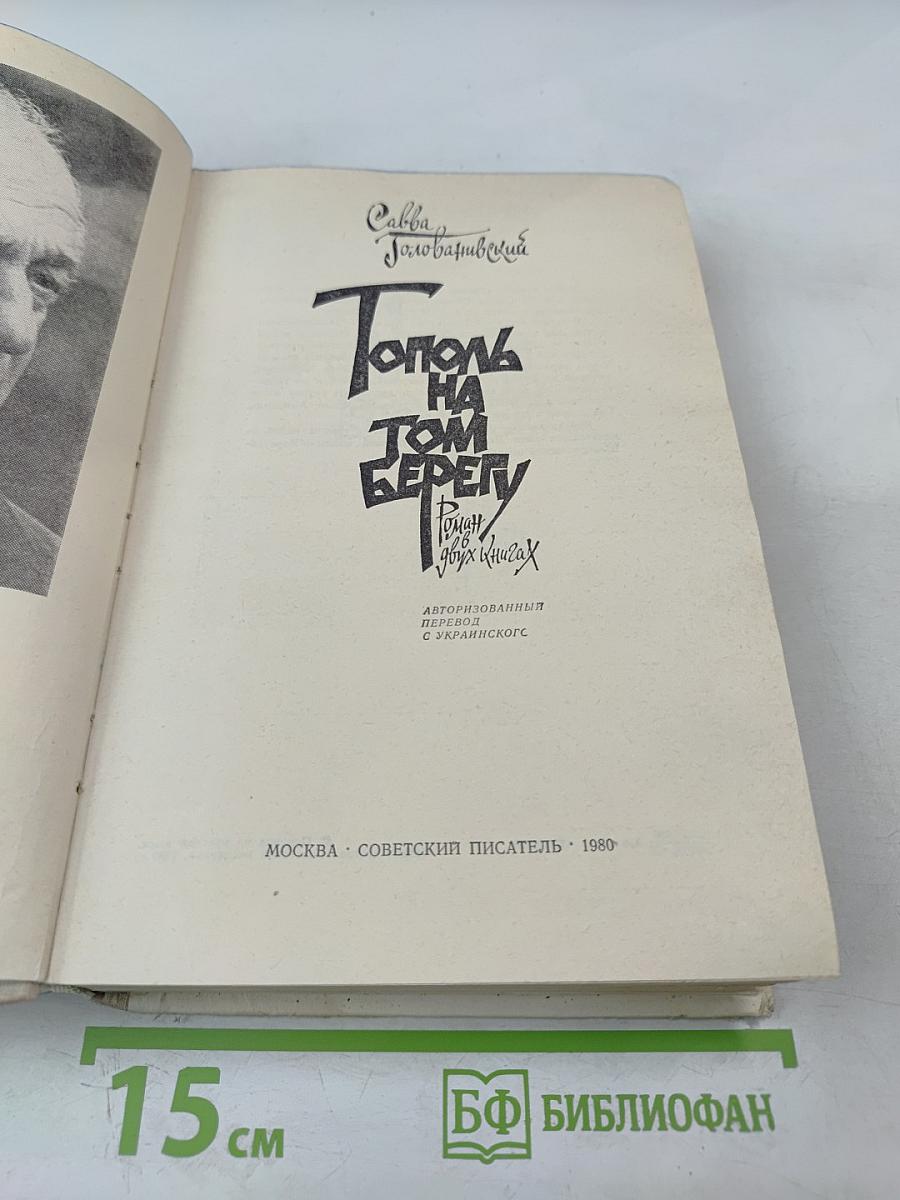 Савва
Голованивский
Тополь
на
том
берегу
Роман
в
двух книгах
АВТОРИЗОВАННЫЙ
ПЕРЕВОД
С УКРАИНСКОГО
МОСКВА · СОВЕТСКИЙ ПИСАТЕЛЬ · 1980
15 см
БФ БИБЛИОФАН